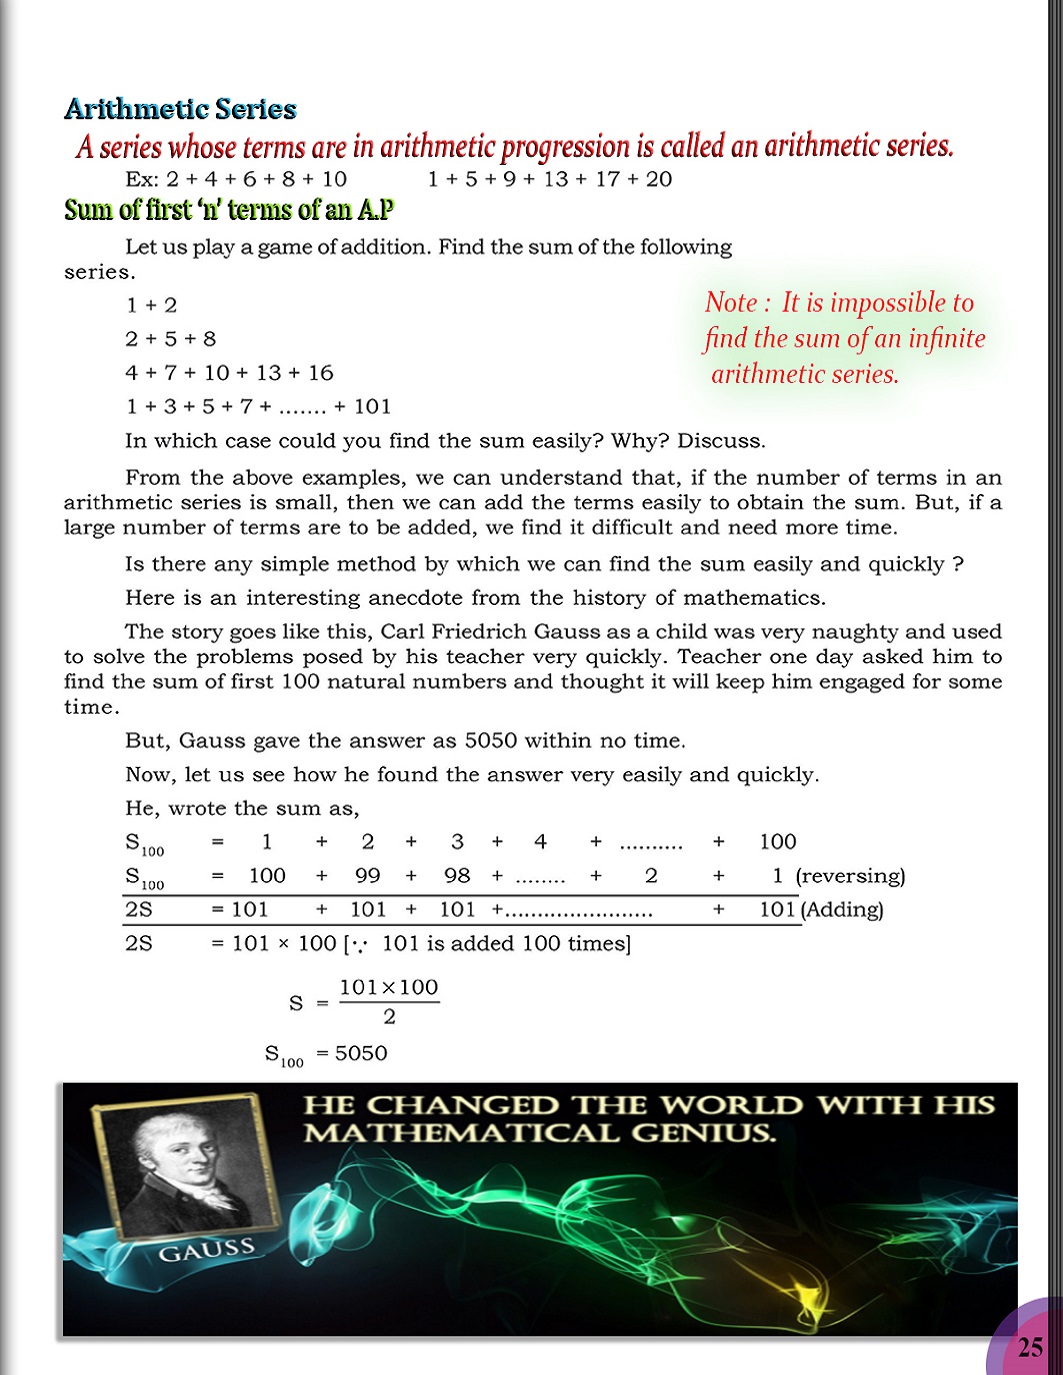 Arithmetic Series
A series whose terms are in arithmetic progression is called an arithmetic series.
Ex: 2 + 4 + 6 + 8 + 10 1 + 5 + 9 + 13 + 17 + 20
Sum of first ‘n’ terms of an A.P
Let us play a game of addition. Find the sum of the following
series.
1 + 2
2 + 5 + 8
4 + 7 + 10 + 13 + 16
1 + 3 + 5 + 7 + ....... + 101
Note : It is impossible to
find the sum of an infinite
arithmetic series.
In which case could you find the sum easily? Why? Discuss.
From the above examples, we can understand that, if the number of terms in an
arithmetic series is small, then we can add the terms easily to obtain the sum. But, if a
large number of terms are to be added, we find it difficult and need more time.
Is there any simple method by which we can find the sum easily and quickly ?
Here is an interesting anecdote from the history of mathematics.
The story goes like this, Carl Friedrich Gauss as a child was very naughty and used
to solve the problems posed by his teacher very quickly. Teacher one day asked him to
find the sum of first 100 natural numbers and thought it will keep him engaged for some
time.
But, Gauss gave the answer as 5050 within no time.
Now, let us see how he found the answer very easily and quickly.
He, wrote the sum as,
S100 = 1 + 2 + 3 + 4 + .......... + 100
S100 = 100 + 99 + 98 + ........ + 2 + 1 (reversing)
2S = 101 + 101 + 101 +....................... + 101 (Adding)
2S = 101 × 100 [∵ 101 is added 100 times]
S = 101×100
2
S100 = 5050
HE CHANGED THE WORLD WITH HIS
MATHEMATICAL GENIUS.
GAUSS
25